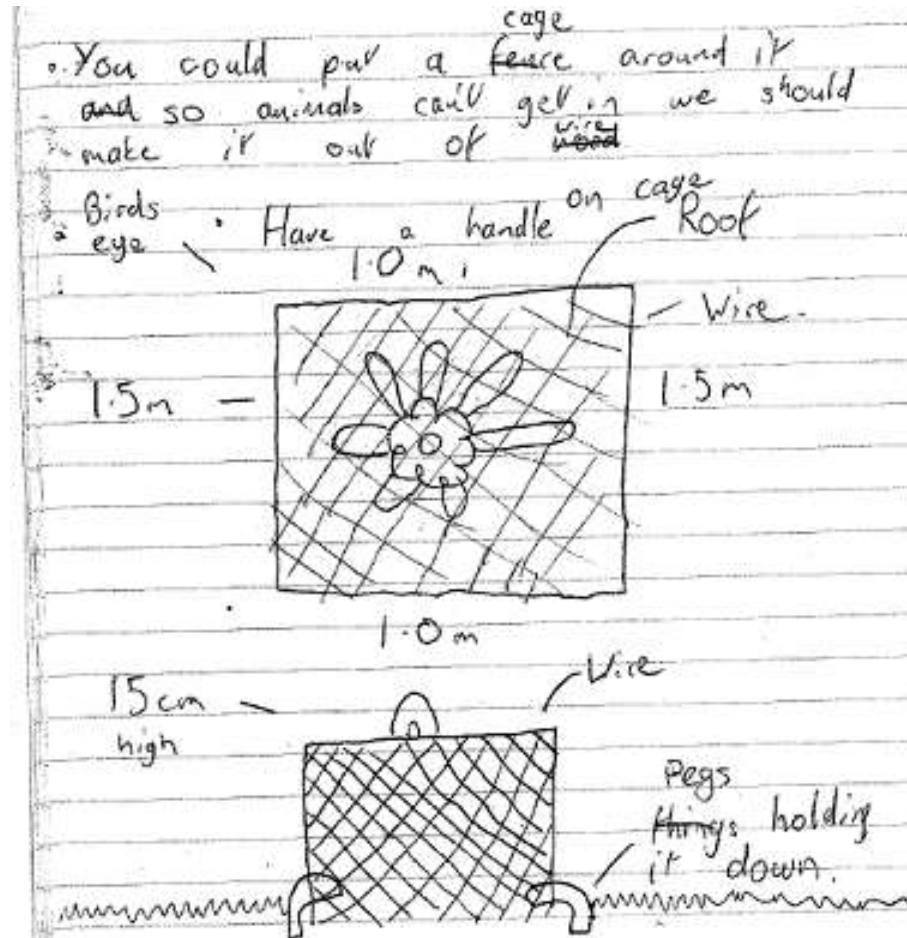 cage
• You could put a fence around it
and so animals can't get in we should
wire
make it out of wood
Birds eye
• Have a handle on cage
Roof
1.0 m
Wire
1.5m
1.5m
1.0m
15cm high
Wire
Pegs
things holding
it down.